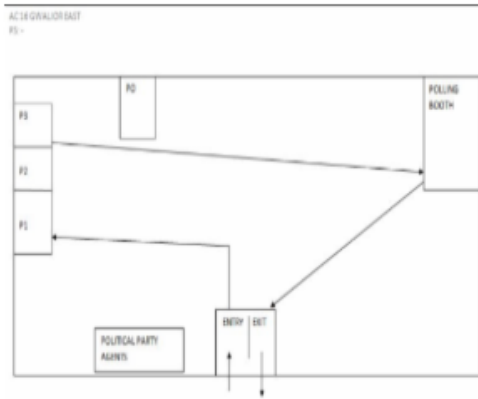 AC 16 GWALIOR EAST
PS -
PO
POLLING
BOOTH
P3
P2
P1
ENTRY EXIT
POLITICAL PARTY
AGENTS